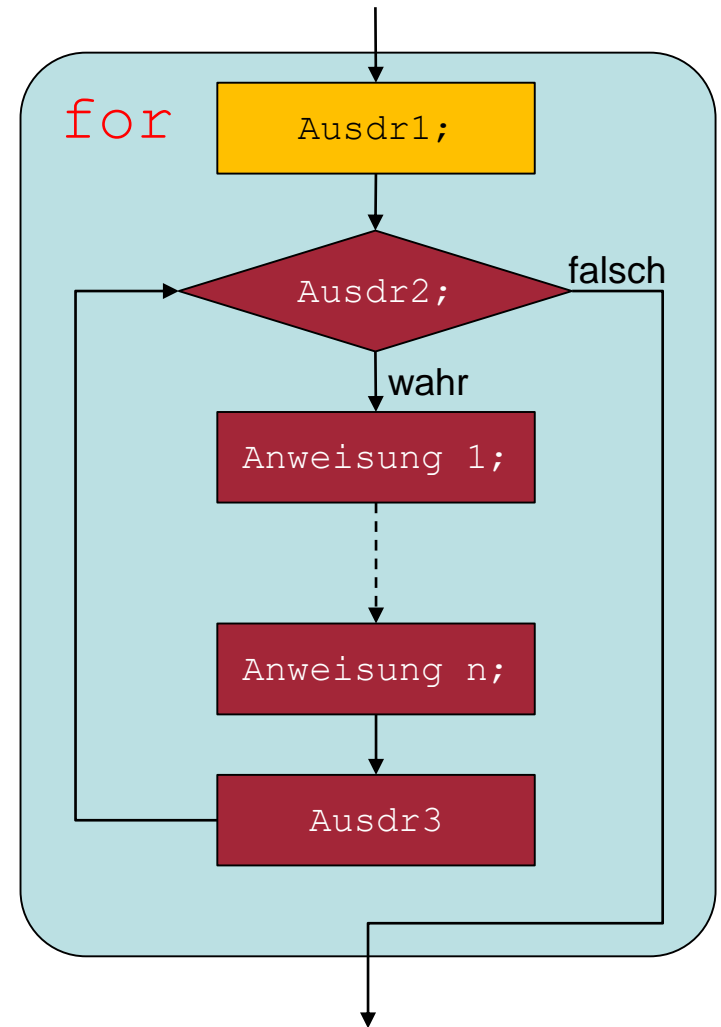 for
Ausdr1;
Ausdr2;
falsch
wahr
Anweisung 1;
Anweisung n;
Ausdr3